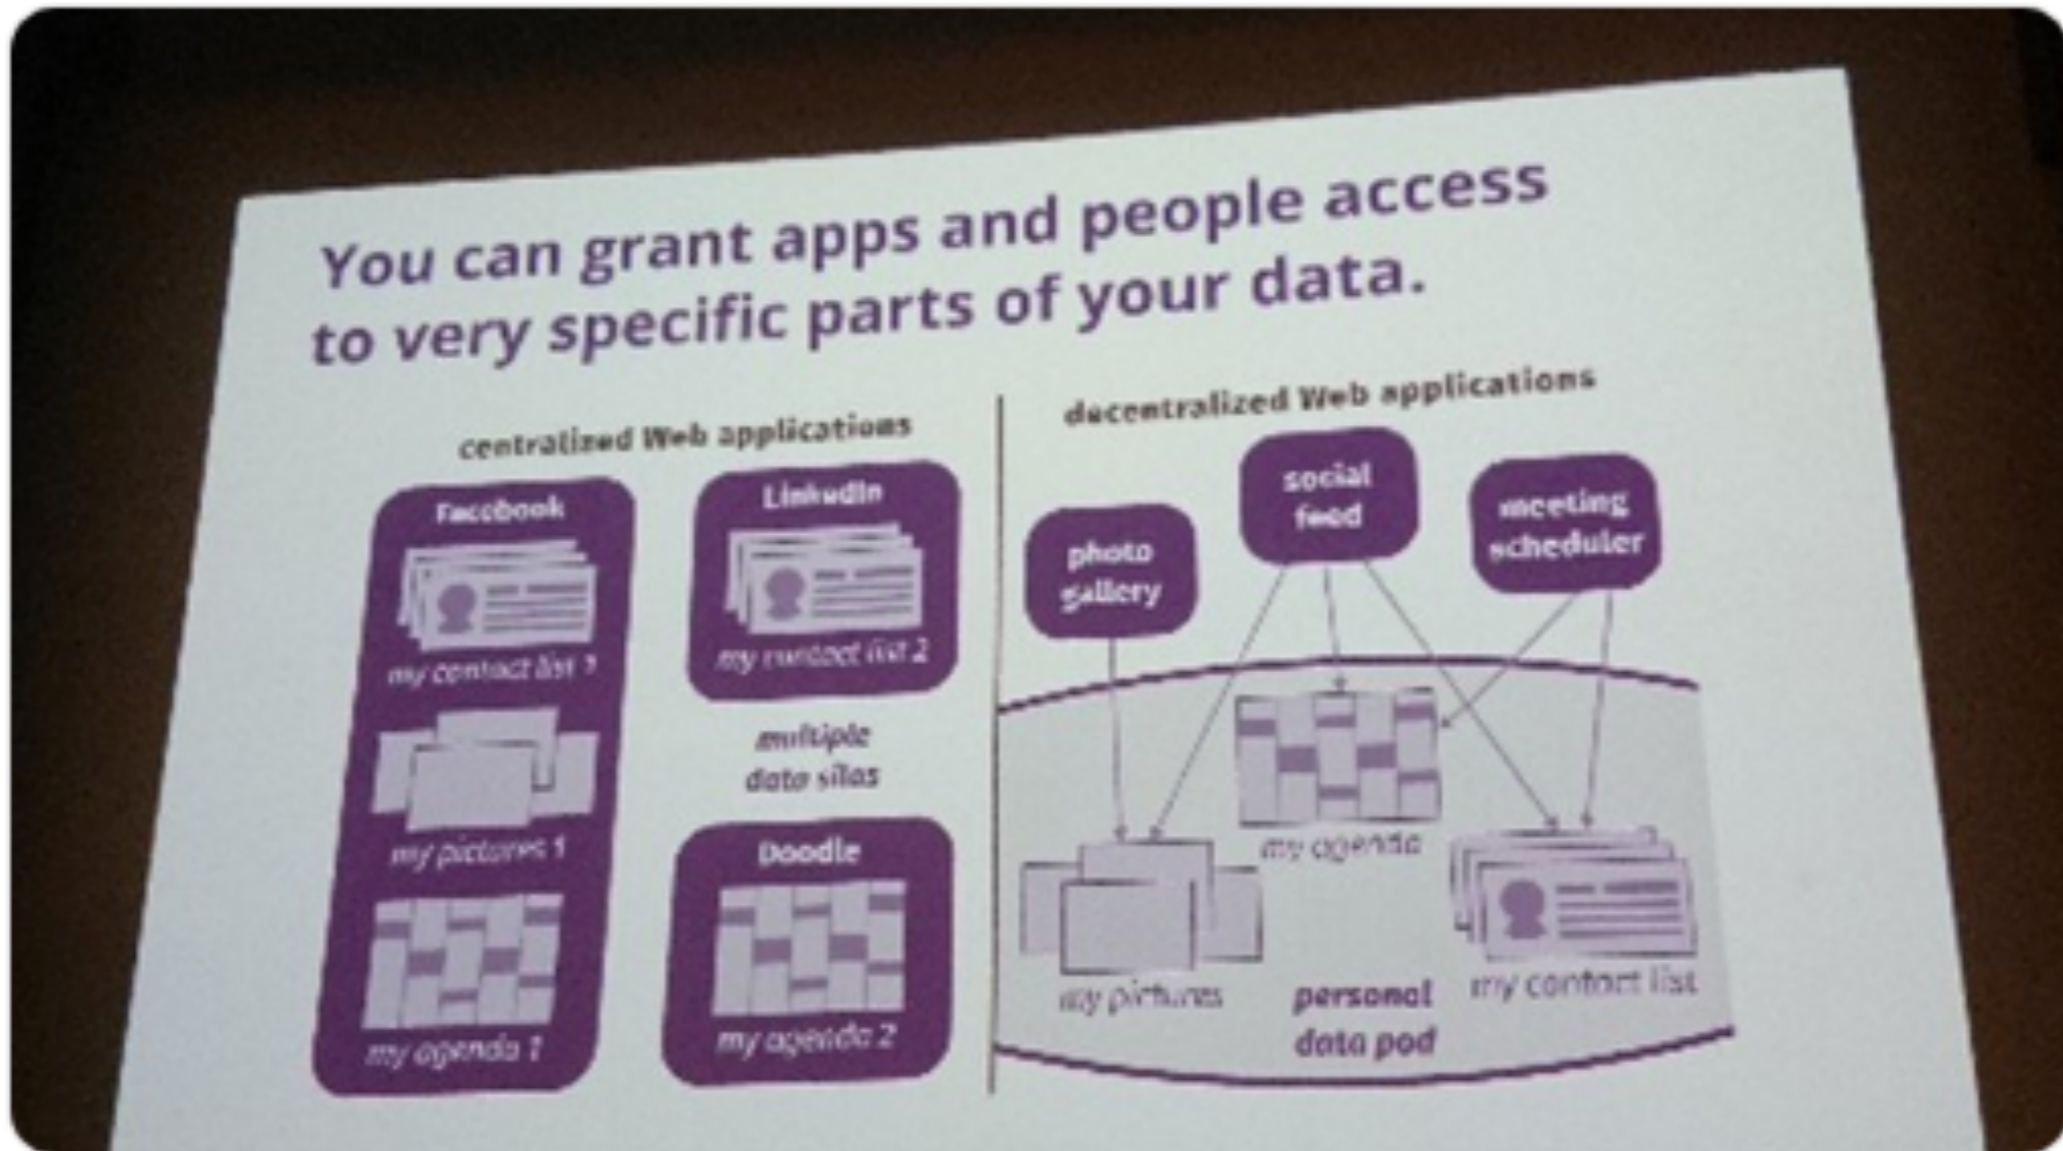 You can grant apps and people access
to very specific parts of your data.
centralized Web applications
Facebook
my contact list 1
my pictures 1
my agenda 1
LinkedIn
my contact list 2
multiple
data silos
Doodle
my agenda 2
decentralized Web applications
photo
gallery
social
feed
meeting
scheduler
my agenda
my pictures
my contact list
personal
data pod